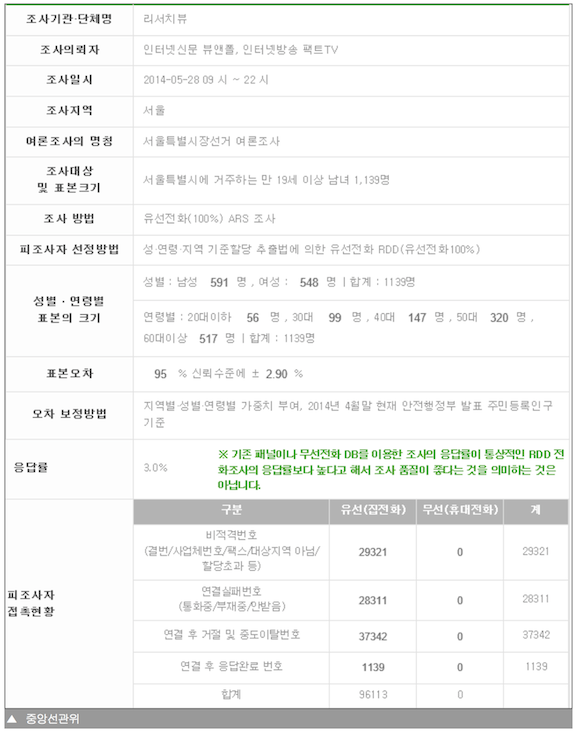 조사기관·단체명 리서치뷰
조사의뢰자 인터넷신문 뷰앤폴, 인터넷방송 팩트TV
조사일시 2014-05-28 09 시 ~ 22 시
조사지역 서울
여론조사의 명칭 서울특별시장선거 여론조사
조사대상
및 표본크기
서울특별시에 거주하는 만 19세 이상 남녀 1,139명
조사 방법 유선전화(100%) ARS 조사
피조사자 선정방법 성·연령·지역 기준할당 추출법에 의한 유선전화 RDD(유선전화100%)
성별 · 연령별
표본의 크기
성별 : 남성 591 명 , 여성 : 548 명 | 합계 : 1139명
연령별 : 20대이하 56 명 , 30대 99 명 , 40대 147 명 , 50대 320 명 ,
60대이상 517 명 | 합계 : 1139명
표본오차 95 % 신뢰수준에 ± 2.90 %
오차 보정방법
지역별·성별·연령별 가중치 부여, 2014년 4월말 현재 안전행정부 발표 주민등록인구
기준
응답률 3.0%
※ 기존 패널이나 무선전화 DB를 이용한 조사의 응답률이 통상적인 RDD 전
화조사의 응답률보다 높다고 해서 조사 품질이 좋다는 것을 의미하는 것은
아닙니다.
피조사자
접촉현황
구분 유선(집전화) 무선(휴대전화) 계
비적격번호
(결번/사업체번호/팩스/대상지역 아님/
할당초과 등)
29321 0 29321
연결실패번호
(통화중/부재중/안받음)
28311 0 28311
연결 후 거절 및 중도이탈번호 37342 0 37342
연결 후 응답완료 번호 1139 0 1139
합계 96113 0
▲ 중앙선관위